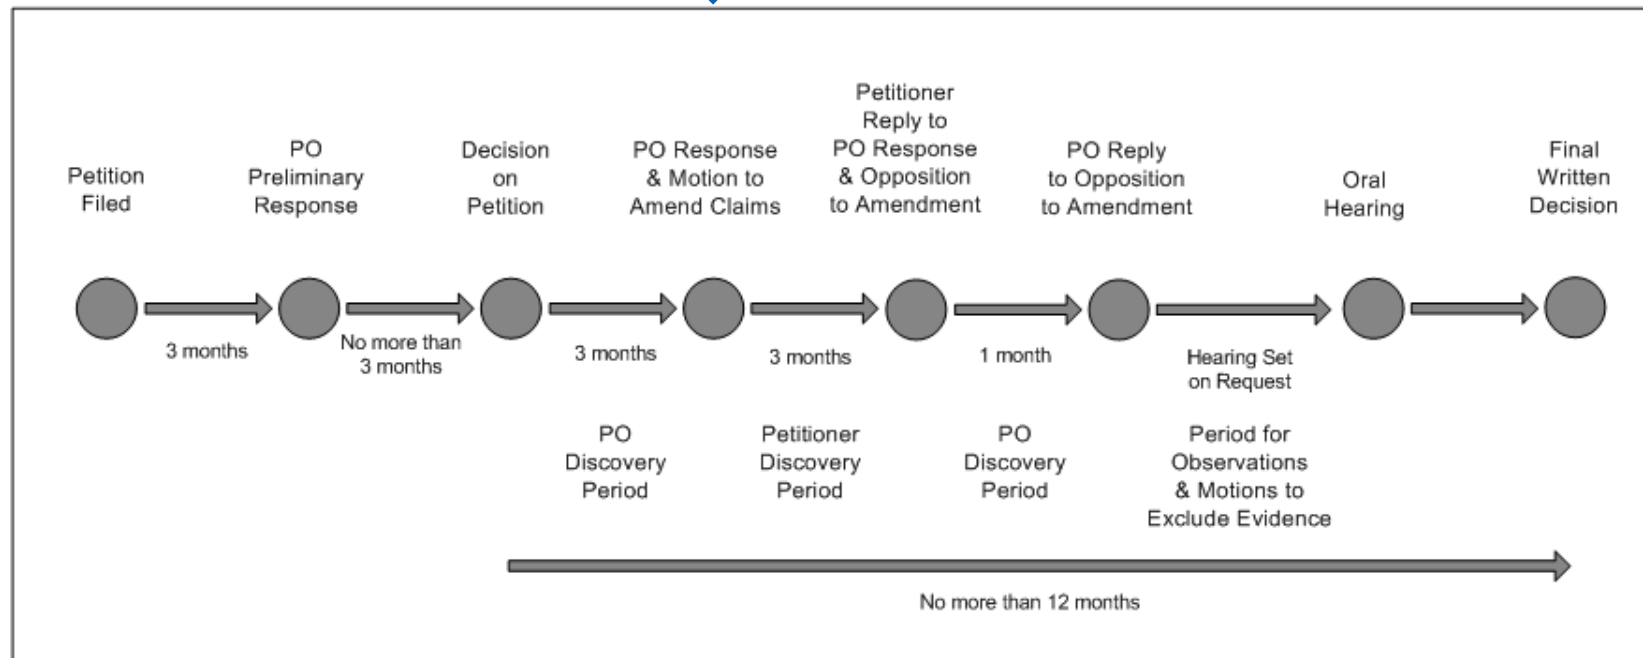 Petition
Filed
PO
Preliminary
Response
Decision
on
Petition
PO Response
& Motion to
Amend Claims
Petitioner
Reply to
PO Response
& Opposition
to Amendment
PO Reply
to Opposition
to Amendment
Oral
Hearing
Final
Written
Decision
3 months
No more than
3 months
3 months
3 months
1 month
Hearing Set
on Request
PO
Discovery
Period
Petitioner
Discovery
Period
PO
Discovery
Period
Period for
Observations
& Motions to
Exclude Evidence
No more than 12 months